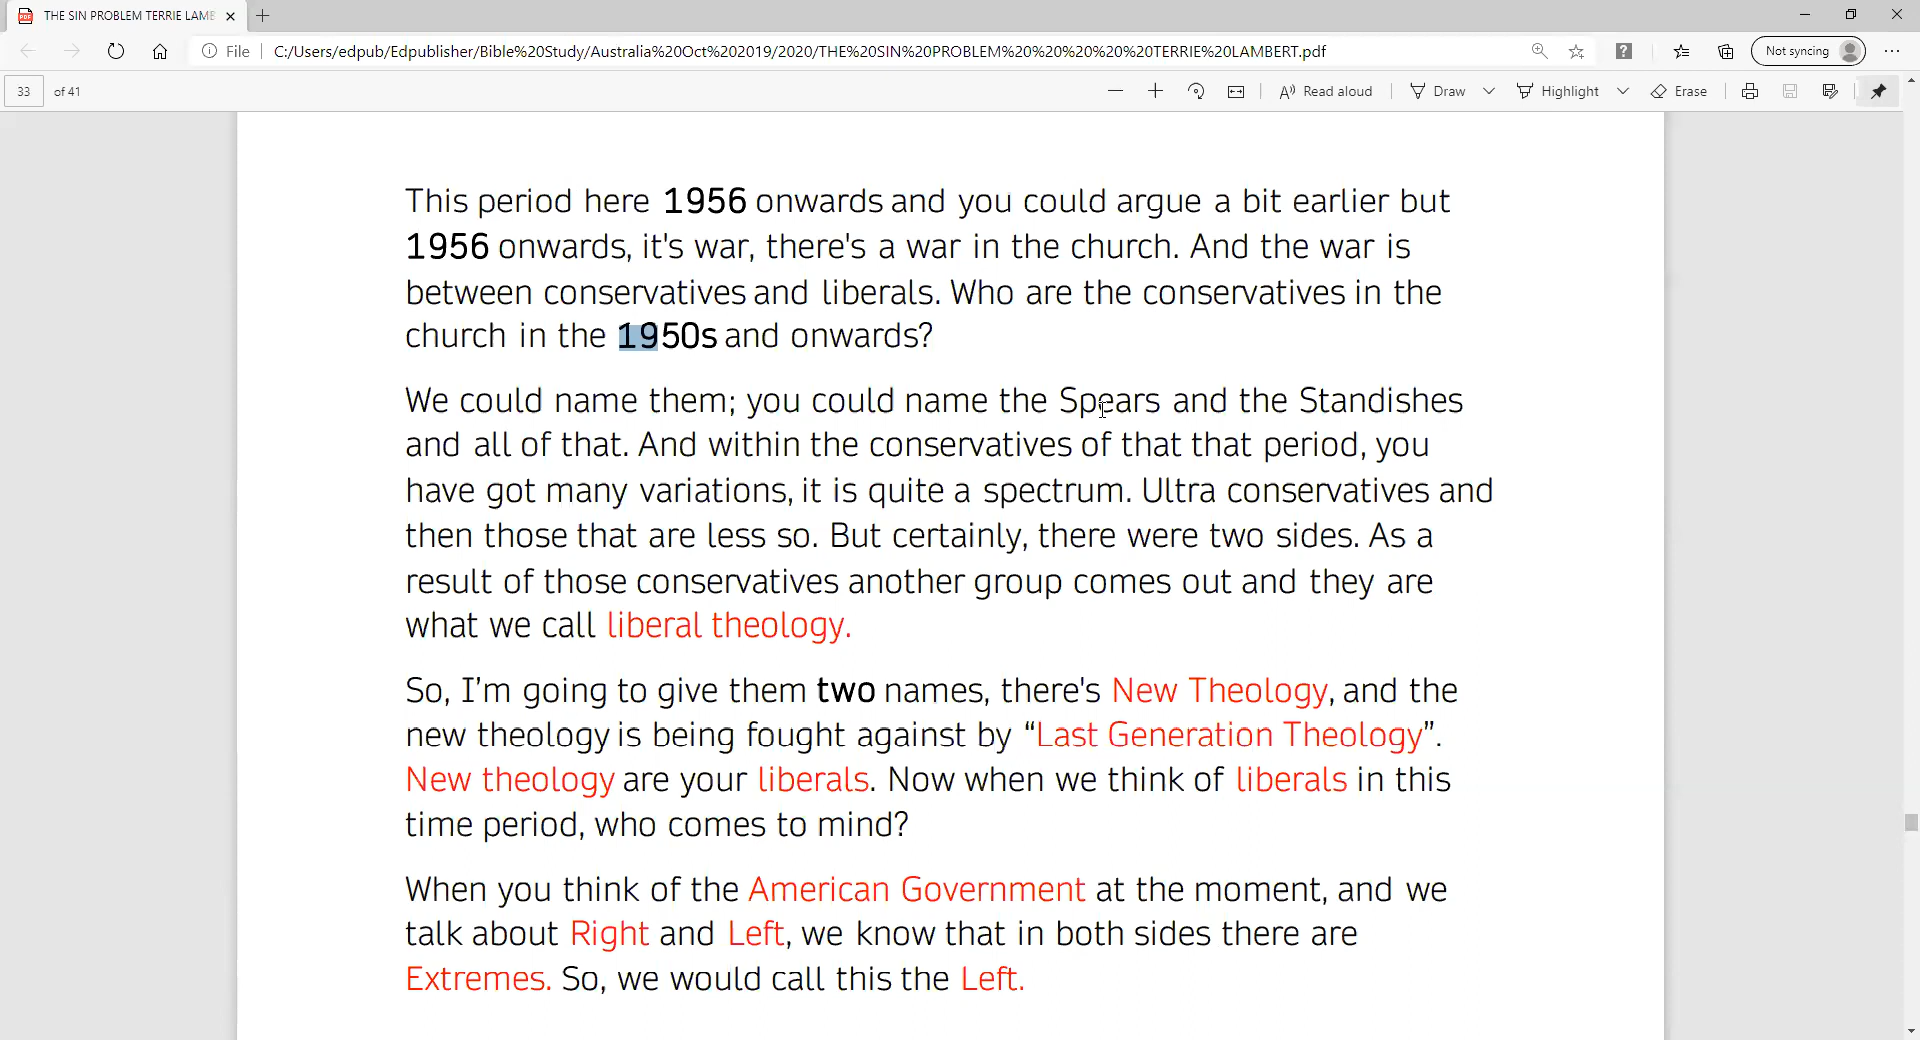 THE SIN PROBLEM TERRIE LAMB
File
C:/Users/edpub/Edpublisher/Bible%20Study/Australia%20Oct%202019/2020/THE%20SIN%20PROBLEM%20%20%20%20%20TERRIE%20LAMBERT.pdf
Not syncing
33 of 41
Read aloud
Draw
Highlight
Erase
This period here 1956 onwards and you could argue a bit earlier but
1956 onwards, it's war, there's a war in the church. And the war is
between conservatives and liberals. Who are the conservatives in the
church in the 1950s and onwards?
We could name them; you could name the Spears and the Standishes
and all of that. And within the conservatives of that that period, you
have got many variations, it is quite a spectrum. Ultra conservatives and
then those that are less so. But certainly, there were two sides. As a
result of those conservatives another group comes out and they are
what we call liberal theology.
So, I’m going to give them two names, there's New Theology, and the
new theology is being fought against by “Last Generation Theology”.
New theology are your liberals. Now when we think of liberals in this
time period, who comes to mind?
When you think of the American Government at the moment, and we
talk about Right and Left, we know that in both sides there are
Extremes. So, we would call this the Left.